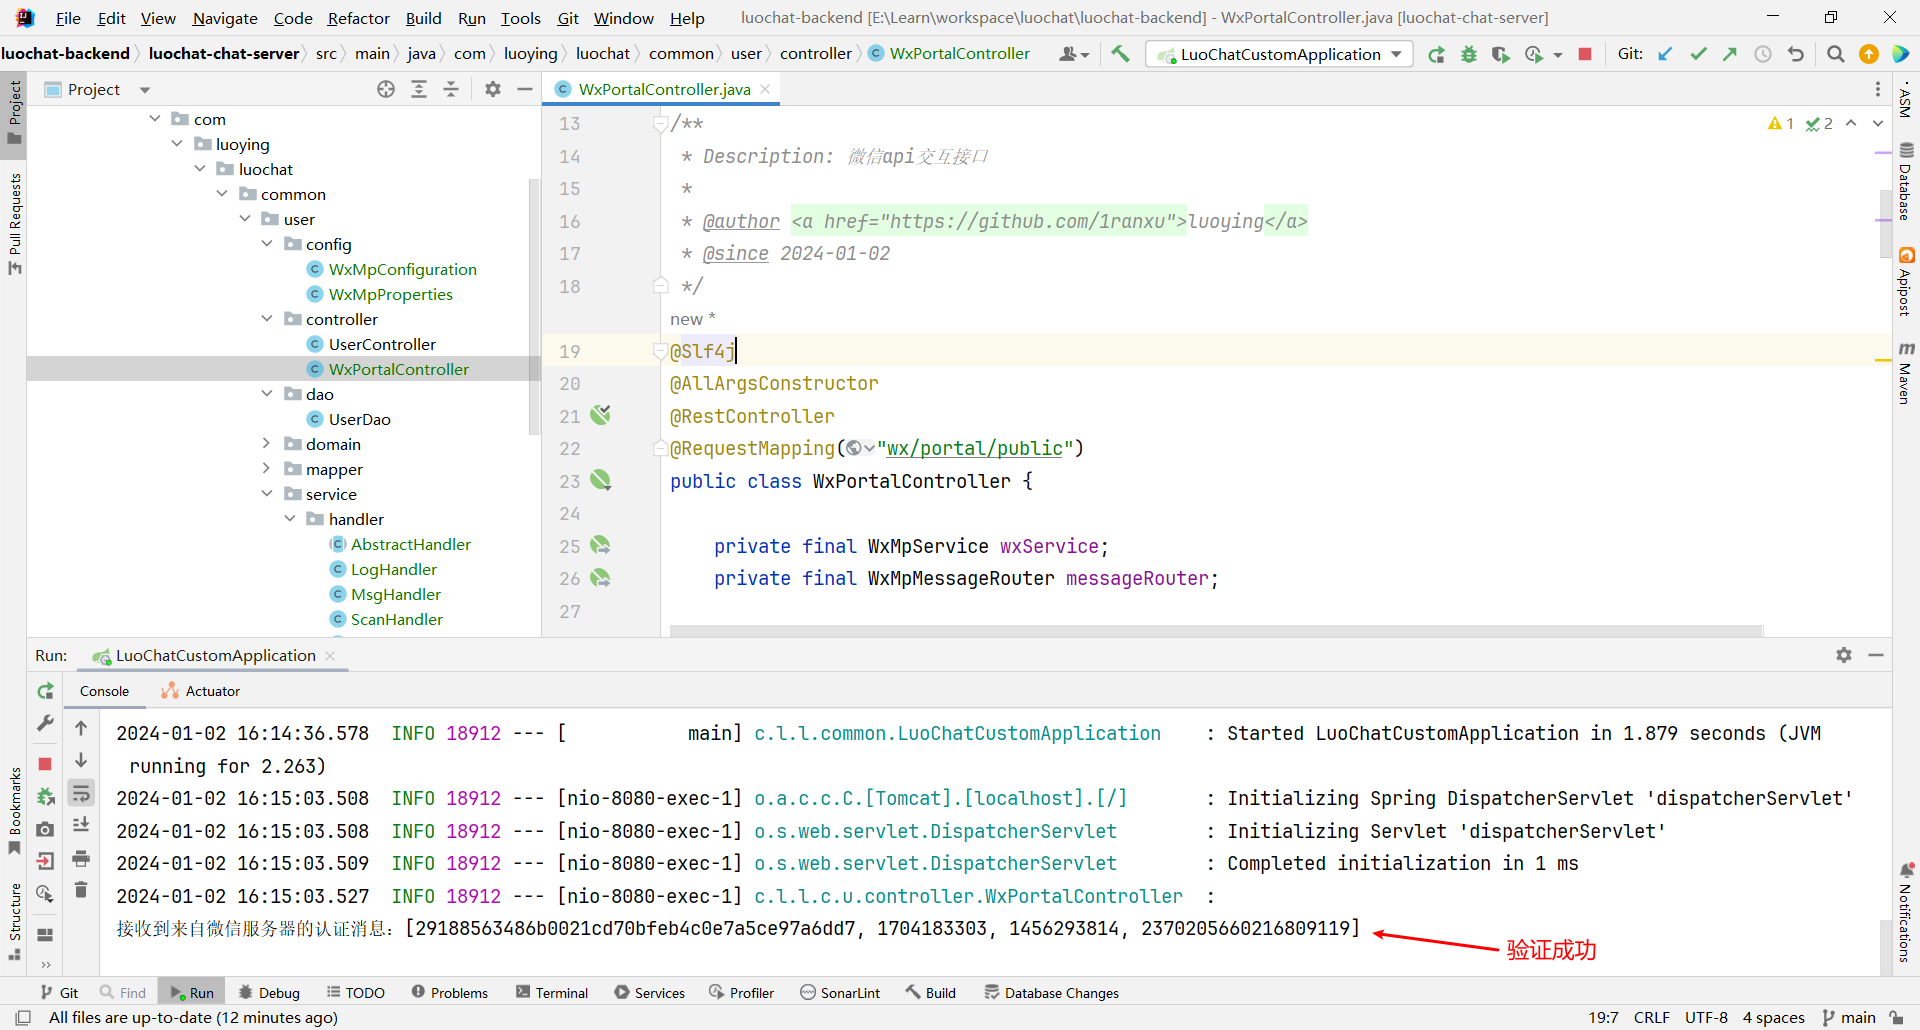 File Edit View Navigate Code Refactor Build Run Tools Git Window Help luochat-backend [E:\Learn\workspace\luochat\luochat-backend] - WxPortalController.java [luochat-chat-server]
luochat-backend luochat-chat-server src main java com luoying luochat common user controller WxPortalController LuoChatCustomApplication Git:
Project
WxPortalController.java
Project
Pull Requests
Bookmarks
Structure
com
luoying
luochat
common
user
config
WxMpConfiguration
WxMpProperties
controller
UserController
WxPortalController
dao
UserDao
domain
mapper
service
handler
AbstractHandler
LogHandler
MsgHandler
ScanHandler
1 2
13 /**
14 * Description: 微信api交互接口
15 *
16 * @author <a href="https://github.com/1ranxu">luoying</a>
17 * @since 2024-01-02
18 */
new *
19 @Slf4j
20 @AllArgsConstructor
21 @RestController
22 @RequestMapping("wx/portal/public")
23 public class WxPortalController {
24
25 private final WxMpService wxService;
26 private final WxMpMessageRouter messageRouter;
27
ASM
Database
Apipost
Maven
Notifications
Run: LuoChatCustomApplication
Console Actuator
2024-01-02 16:14:36.578 INFO 18912 --- [ main] c.l.l.common.LuoChatCustomApplication : Started LuoChatCustomApplication in 1.879 seconds (JVM
running for 2.263)
2024-01-02 16:15:03.508 INFO 18912 --- [nio-8080-exec-1] o.a.c.c.C.[Tomcat].[localhost].[/] : Initializing Spring DispatcherServlet 'dispatcherServlet'
2024-01-02 16:15:03.508 INFO 18912 --- [nio-8080-exec-1] o.s.web.servlet.DispatcherServlet : Initializing Servlet 'dispatcherServlet'
2024-01-02 16:15:03.509 INFO 18912 --- [nio-8080-exec-1] o.s.web.servlet.DispatcherServlet : Completed initialization in 1 ms
2024-01-02 16:15:03.527 INFO 18912 --- [nio-8080-exec-1] c.l.l.c.u.controller.WxPortalController :
接收到来自微信服务器的认证消息：[29188563486b0021cd70bfeb4c0e7a5ce97a6dd7, 1704183303, 1456293814, 2370205660216809119]
验证成功
Git Find Run Debug TODO Problems Terminal Services Profiler SonarLint Build Database Changes
All files are up-to-date (12 minutes ago) 19:7 CRLF UTF-8 4 spaces main